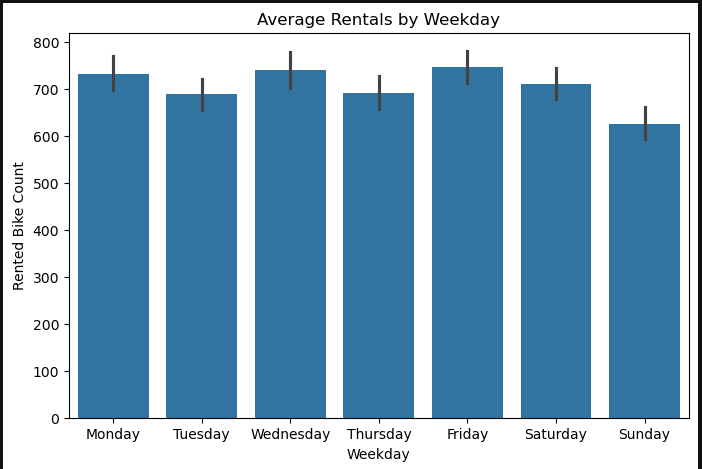 Average Rentals by Weekday
Rented Bike Count
800
700
600
500
400
300
200
100
0
Monday Tuesday Wednesday Thursday Friday Saturday Sunday
Weekday